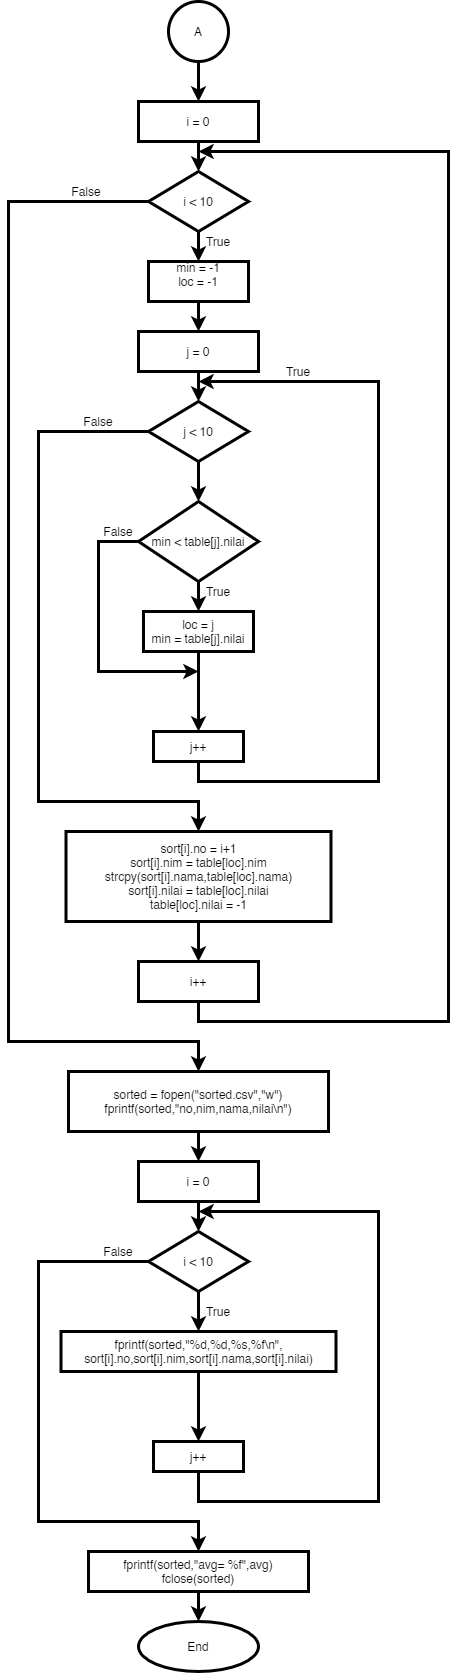 A
i = 0
False
i < 10
True
min = -1
loc = -1
j = 0
True
False
j < 10
False
min < table[j].nilai
True
loc = j
min = table[j].nilai
j++
sort[i].no = i+1
sort[i].nim = table[loc].nim
strcpy(sort[i].nama,table[loc].nama)
sort[i].nilai = table[loc].nilai
table[loc].nilai = -1
i++
sorted = fopen("sorted.csv","w")
fprintf(sorted,"no,nim,nama,nilai\n")
i = 0
False
i < 10
True
fprintf(sorted,"%d,%d,%s,%f\n",
sort[i].no,sort[i].nim,sort[i].nama,sort[i].nilai)
j++
fprintf(sorted,"avg= %f",avg)
fclose(sorted)
End